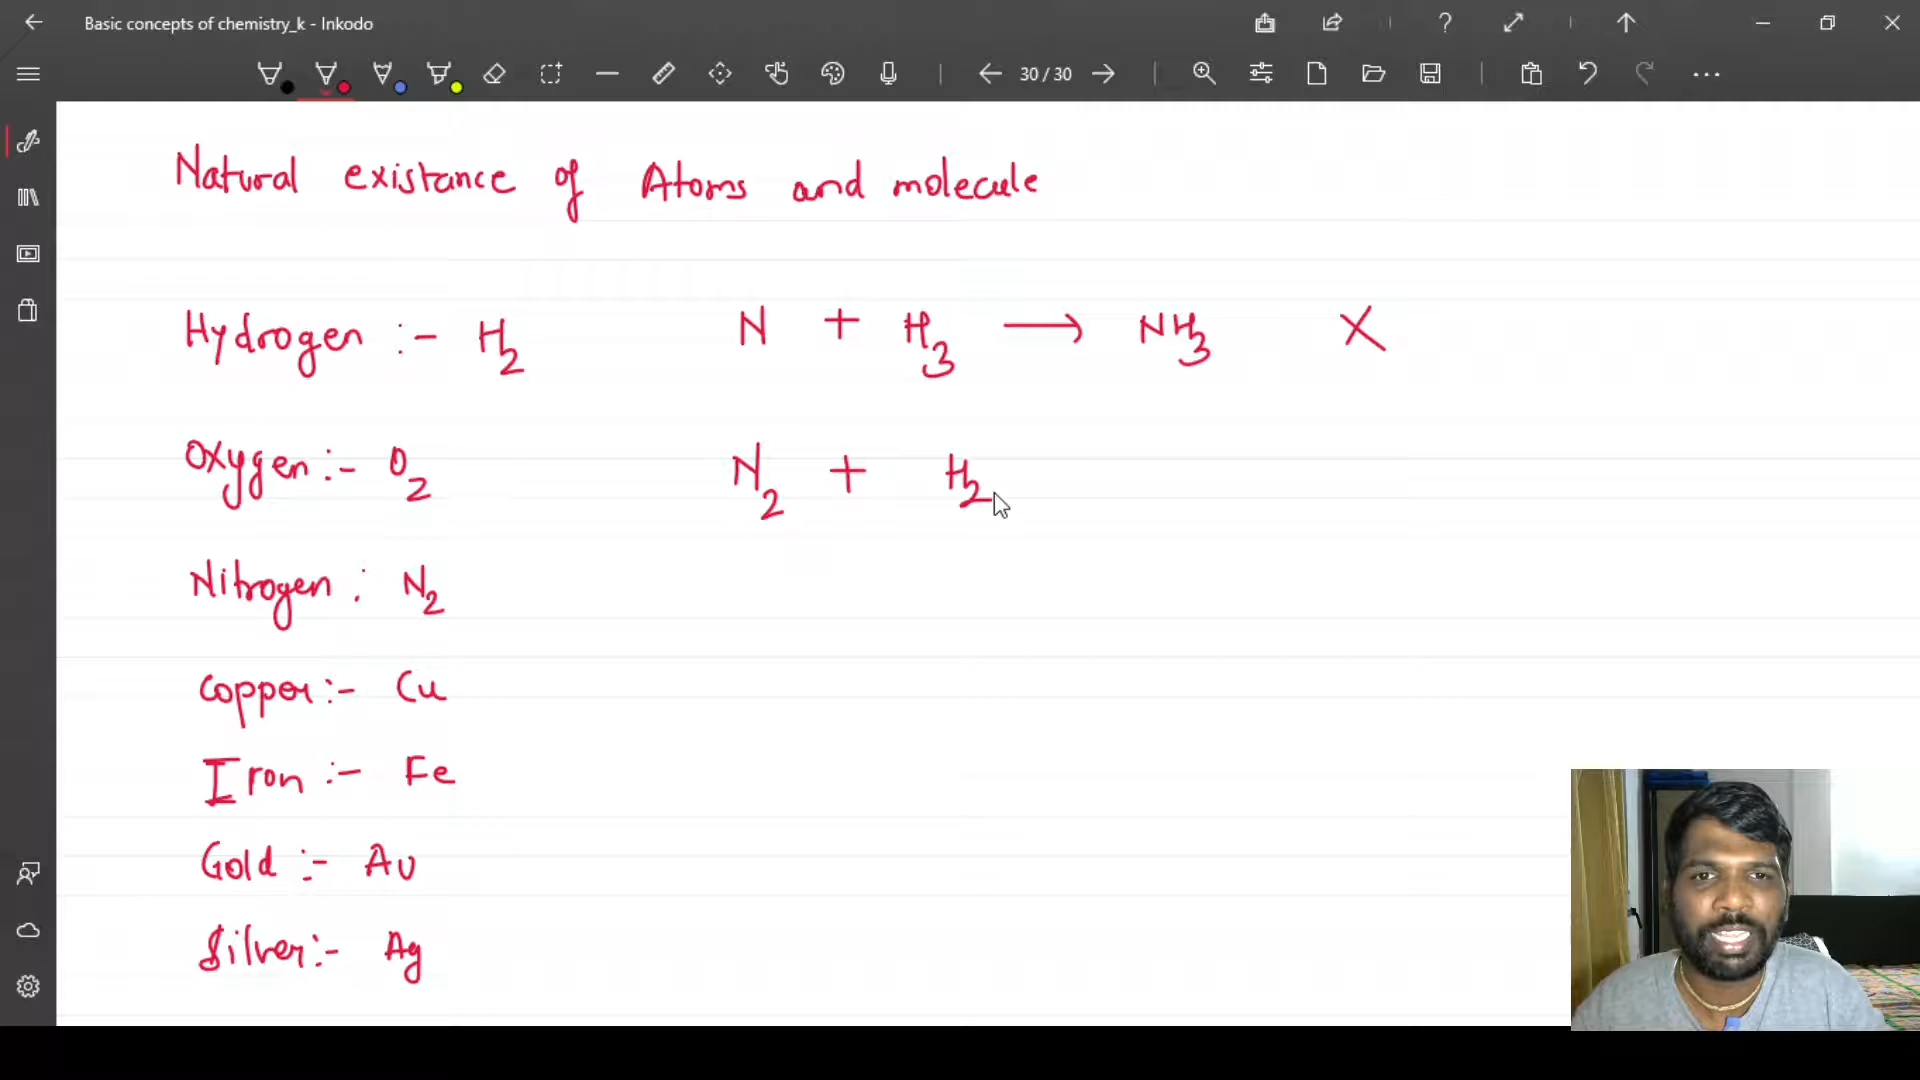 Basic concepts of chemistry_k - Inkodo
30 / 30
Natural existance of Atoms and molecule
Hydrogen :- H₂
N + H₃ → NH₃ X
Oxygen :- O₂
N₂ + H₂
Nitrogen : N₂
Copper :- Cu
Iron :- Fe
Gold :- Au
Silver :- Ag